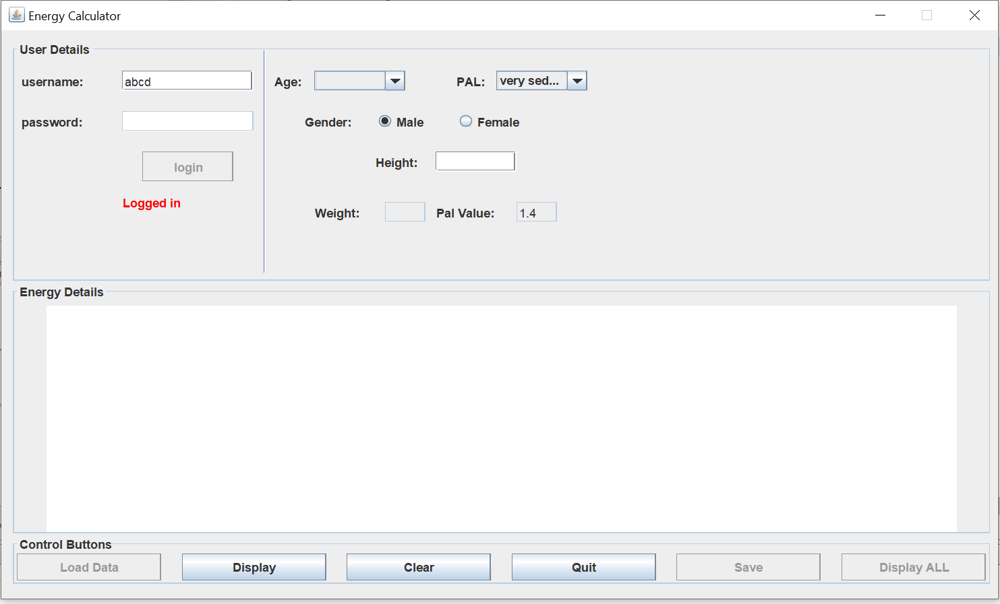 Energy Calculator
User Details
username: abcd
password:
login
Logged in
Age:
PAL: very sed...
Gender: Male Female
Height:
Weight: Pal Value: 1.4
Energy Details
Control Buttons
Load Data Display Clear Quit Save Display ALL